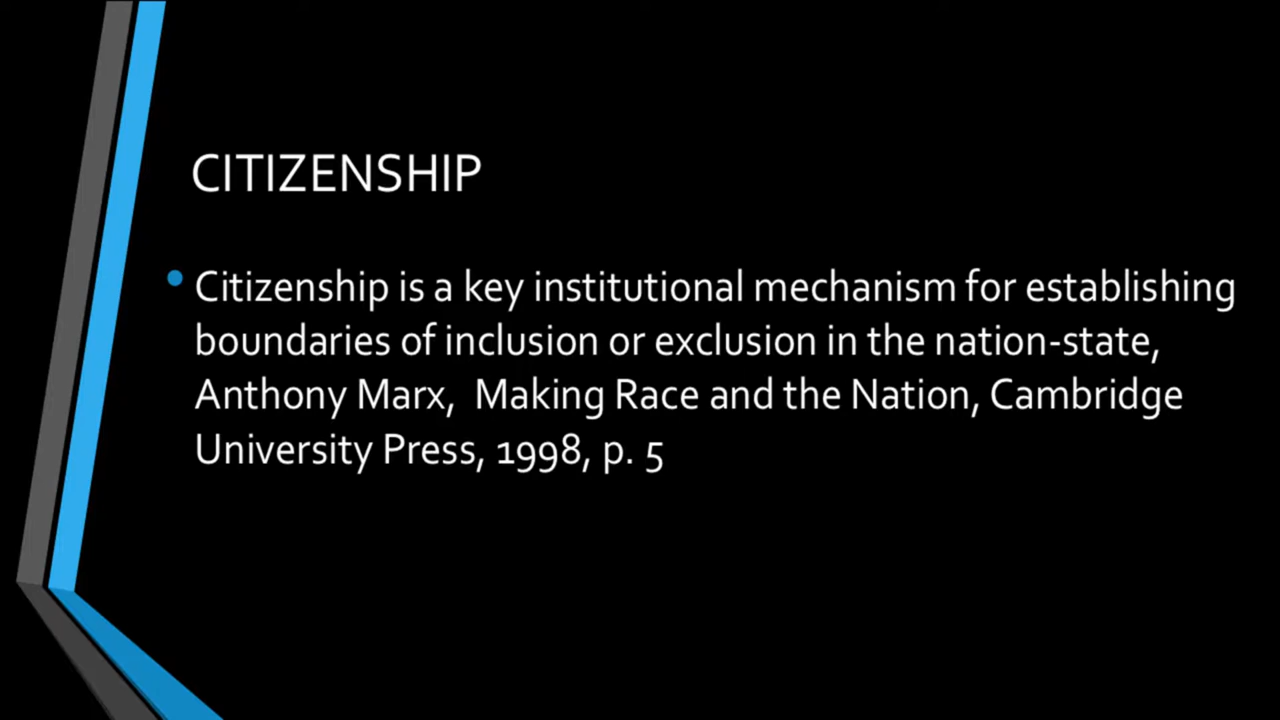 CITIZENSHIP
• Citizenship is a key institutional mechanism for establishing
boundaries of inclusion or exclusion in the nation-state,
Anthony Marx,  Making Race and the Nation, Cambridge
University Press, 1998, p. 5